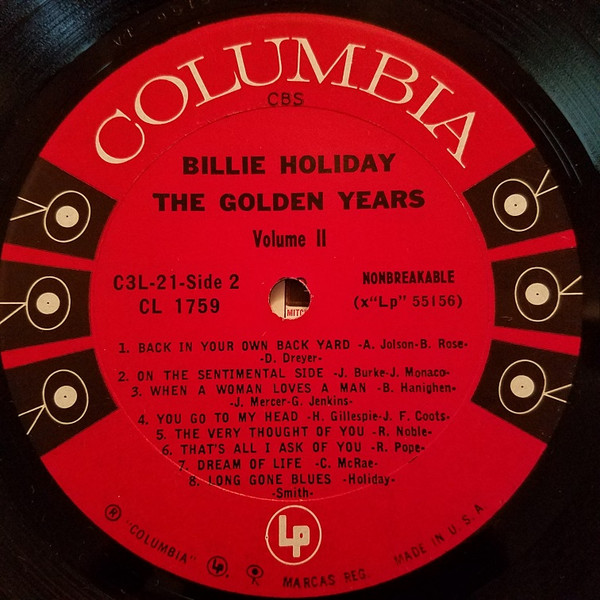 COLUMBIA
CBS
BILLIE HOLIDAY
THE GOLDEN YEARS
Volume II
C3L-21-Side 2
CL 1759
NONBREAKABLE
(x"Lp" 55156)
MITC
1. BACK IN YOUR OWN BACK YARD -A. Jolson-B. Rose-
-D. Dreyer-
2. ON THE SENTIMENTAL SIDE -J. Burke-J. Monaco-
3. WHEN A WOMAN LOVES A MAN -B. Hanighen-
-J. Mercer-G. Jenkins-
4. YOU GO TO MY HEAD -H. Gillespie-J. F. Coots-
5. THE VERY THOUGHT OF YOU -R. Noble-
6. THAT'S ALL I ASK OF YOU -R. Pope-
7. DREAM OF LIFE -C. McRae-
8. LONG GONE BLUES -Holiday-
-Smith-
Lp
® "COLUMBIA" Lp MARCAS REG. MADE IN U.S.A